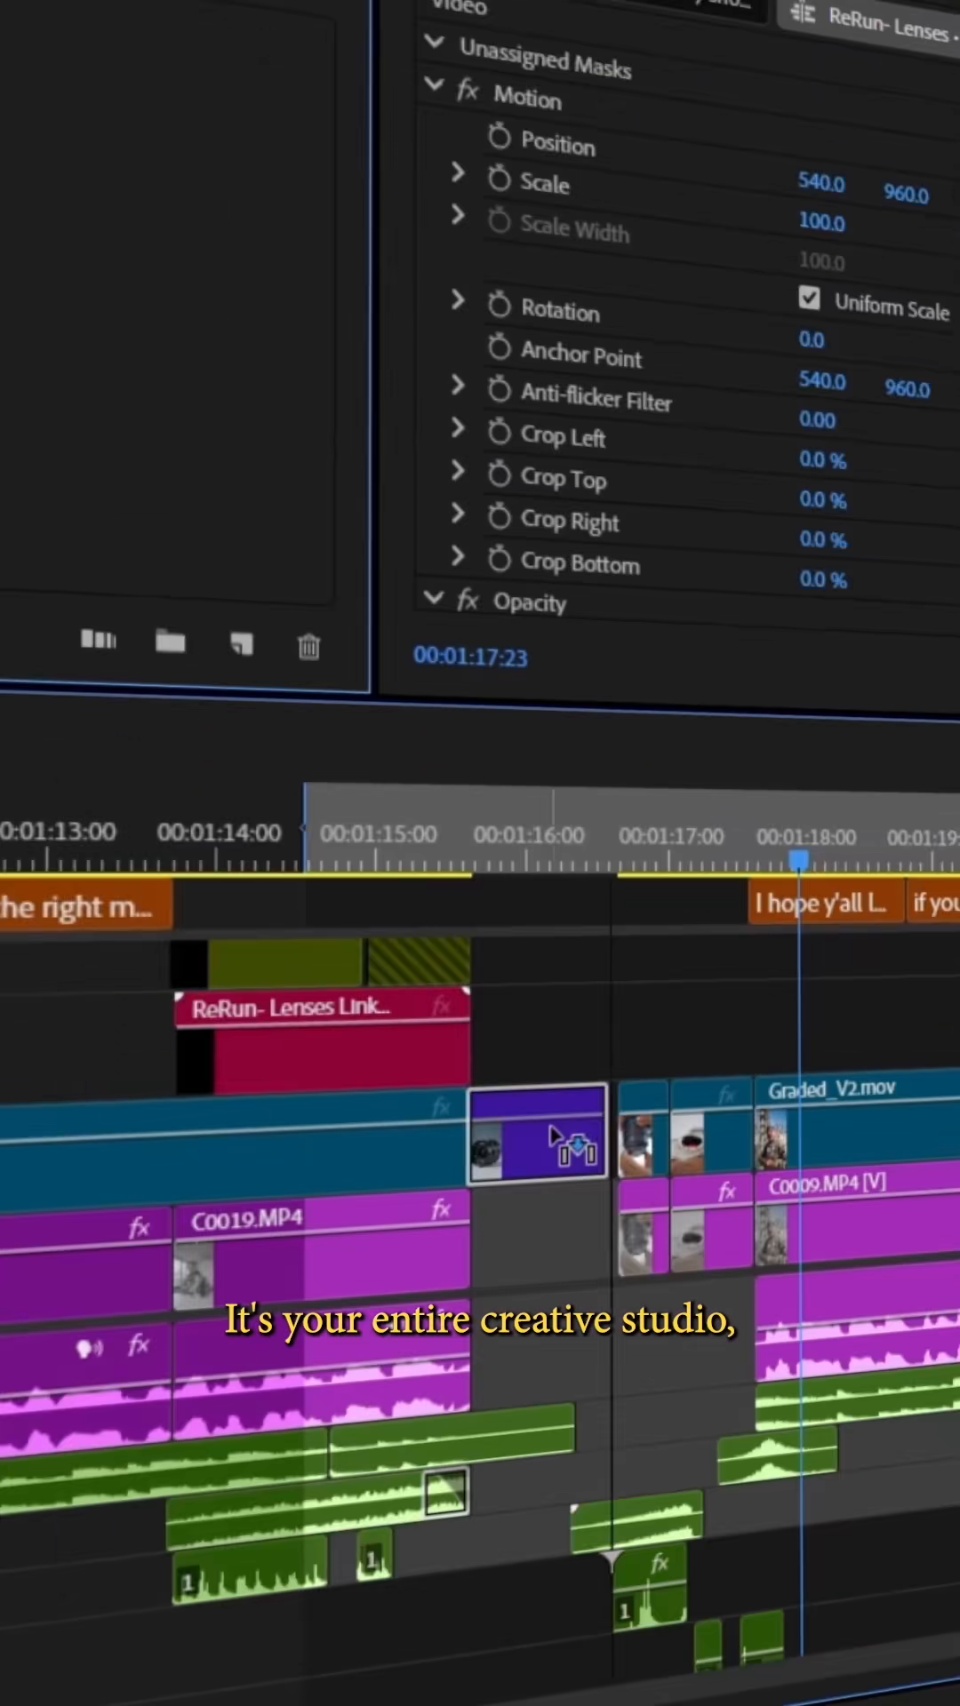 Video
ReRun- Lenses
Unassigned Masks
fx Motion
Position 540.0 960.0
Scale 100.0
Scale Width 100.0
Uniform Scale
Rotation 0.0
Anchor Point 540.0 960.0
Anti-flicker Filter 0.00
Crop Left 0.0 %
Crop Top 0.0 %
Crop Right 0.0 %
Crop Bottom 0.0 %
fx Opacity
00:01:17:23
0:01:13:00 00:01:14:00 00:01:15:00 00:01:16:00 00:01:17:00 00:01:18:00 00:01:19:
he right m... I hope y'all l... if you
ReRun- Lenses Link... fx
fx fx Graded_V2.mov
fx C0019.MP4 fx fx C0009.MP4 [V]
It's your entire creative studio,
fx
1 1 fx
1